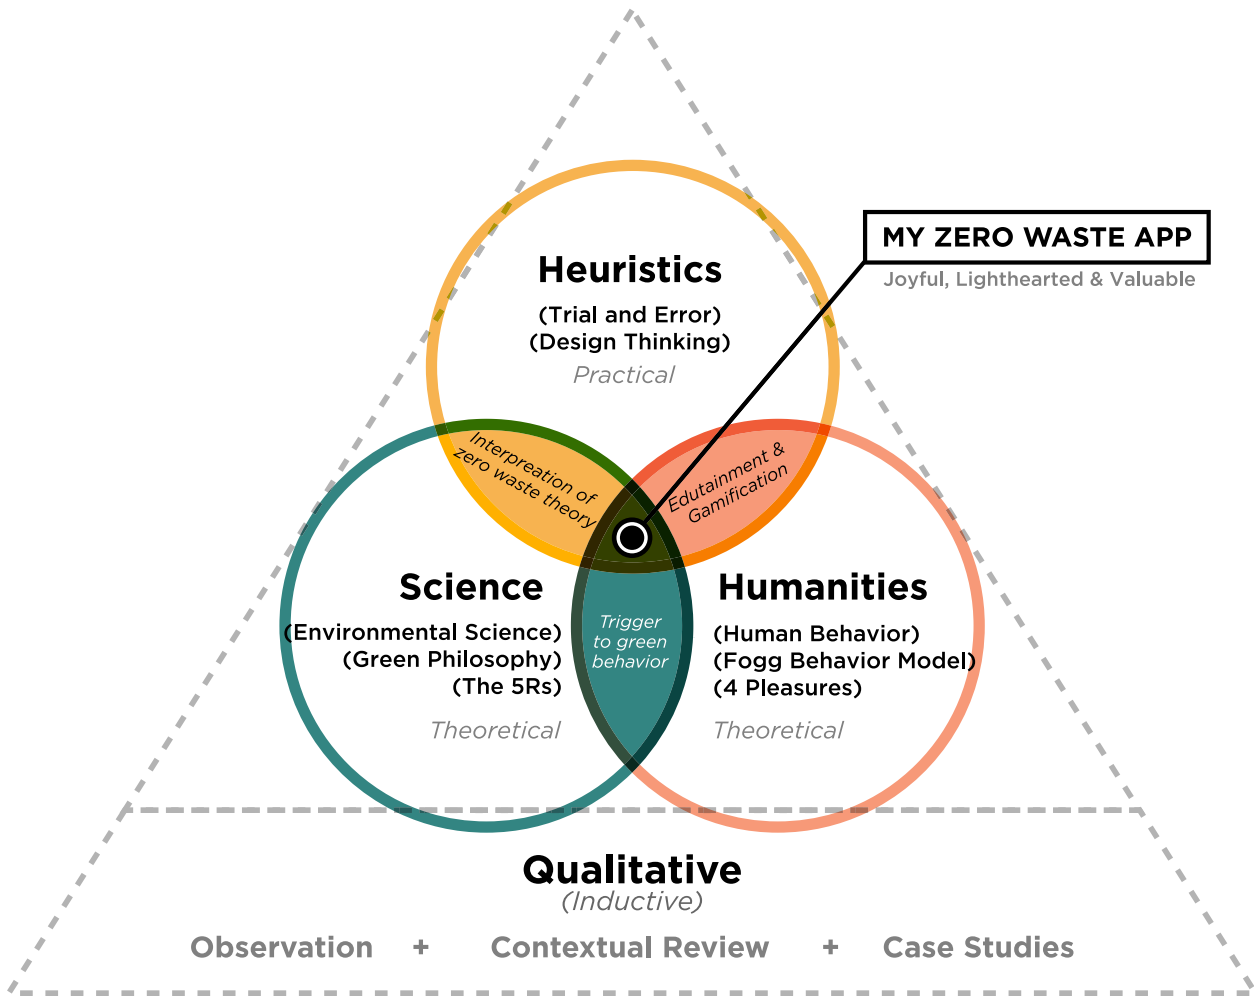 MY ZERO WASTE APP
Joyful, Lighthearted & Valuable
Heuristics
(Trial and Error)
(Design Thinking)
Practical
Interpreation of
zero waste theory
Edutainment &
Gamification
Science
(Environmental Science)
(Green Philosophy)
(The 5Rs)
Theoretical
Trigger
to green
behavior
Humanities
(Human Behavior)
(Fogg Behavior Model)
(4 Pleasures)
Theoretical
Qualitative
(Inductive)
Observation + Contextual Review + Case Studies